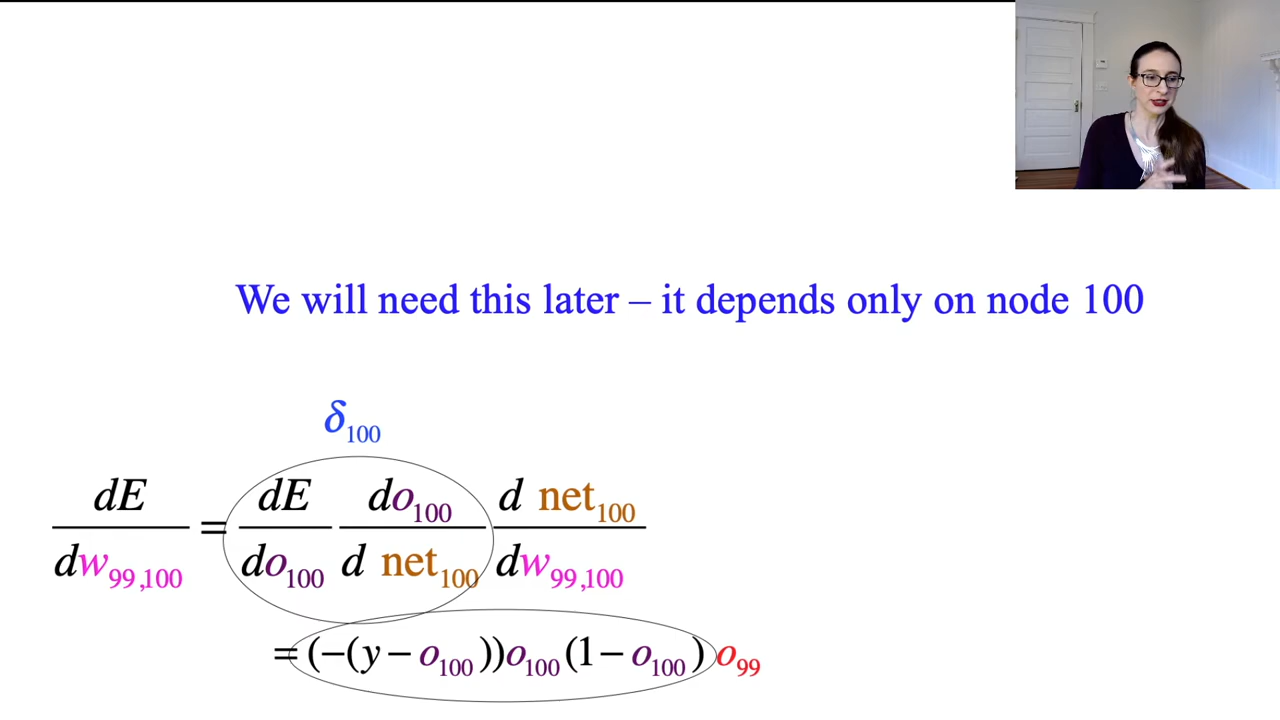 We will need this later – it depends only on node 100
δ₁₀₀
dE/dw₉₉,₁₀₀ = dE/do₁₀₀ do₁₀₀/d net₁₀₀ d net₁₀₀/dw₉₉,₁₀₀
= (−(y − o₁₀₀))o₁₀₀(1 − o₁₀₀)o₉₉